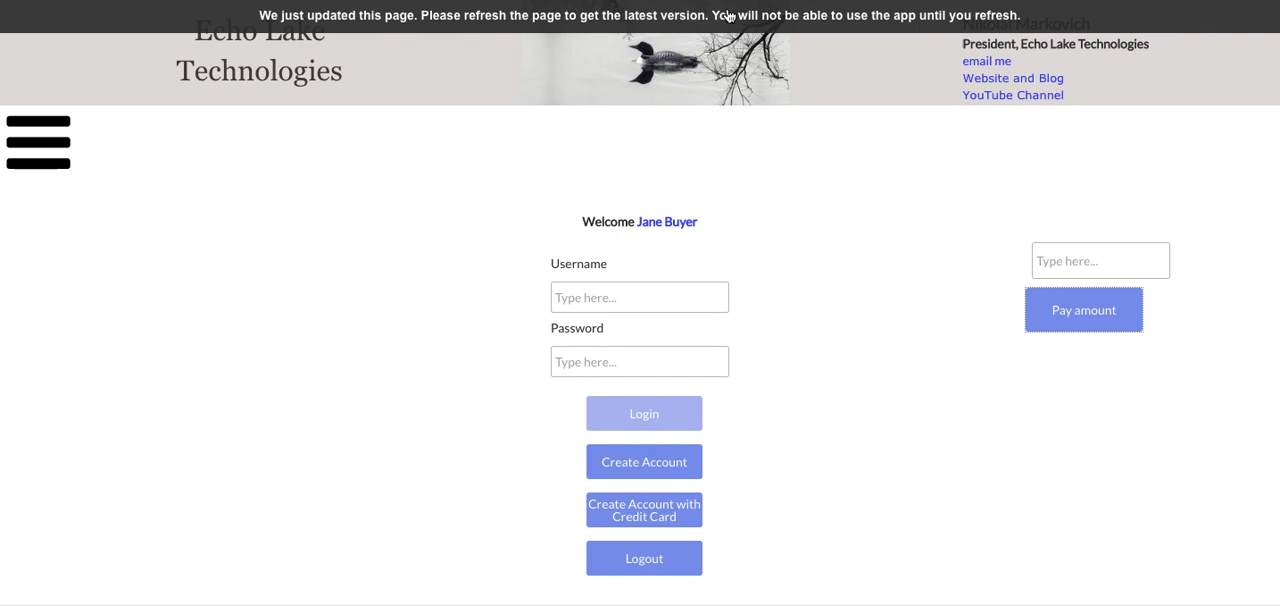 We just updated this page. Please refresh the page to get the latest version. You will not be able to use the app until you refresh.
Echo Lake
Technologies
Nikolai Markovich
President, Echo Lake Technologies
email me
Website and Blog
YouTube Channel
Welcome Jane Buyer
Username
Type here...
Password
Type here...
Login
Create Account
Create Account with
Credit Card
Logout
Type here...
Pay amount